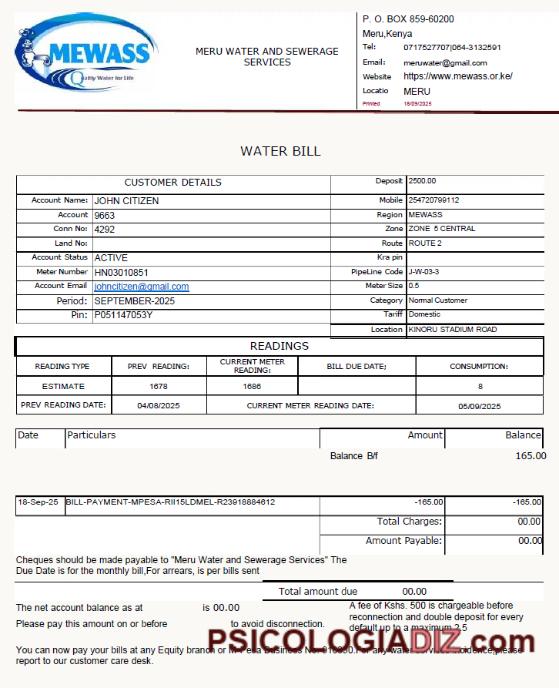 MEWASS
Quality Water for Life
MERU WATER AND SEWERAGE
SERVICES
P. O. BOX 859-60200
Meru,Kenya
Tel: 0717527707|064-3132591
Email: meruwater@gmail.com
Website https://www.mewass.or.ke/
Locatio MERU
Printed 18/09/2025
WATER BILL
CUSTOMER DETAILS
Account Name: JOHN CITIZEN
Account 9663
Conn No: 4292
Land No:
Account Status ACTIVE
Meter Number HN03010851
Account Email johncitizen@gmail.com
Period: SEPTEMBER-2025
Pin: P051147053Y
Deposit 2500.00
Mobile 254720799112
Region MEWASS
Zone ZONE 5 CENTRAL
Route ROUTE 2
Kra pin
PipeLine Code J-W-03-3
Meter Size 0.5
Category Normal Customer
Tariff Domestic
Location KINORU STADIUM ROAD
READINGS
READING TYPE PREV READING: CURRENT METER READING: BILL DUE DATE; CONSUMPTION:
ESTIMATE 1678 1686 8
PREV READING DATE: 04/08/2025 CURRENT METER READING DATE: 05/09/2025
Date Particulars Amount Balance
Balance B/f 165.00
18-Sep-25 BILL-PAYMENT-MPESA-RII15LDMEL-R23918884612 -165.00 -165.00
Total Charges: 00.00
Amount Payable: 00.00
Cheques should be made payable to "Meru Water and Sewerage Services" The
Due Date is for the monthly bill,For arrears, is per bills sent
Total amount due 00.00
The net account balance as at is 00.00
Please pay this amount on or before to avoid disconnection.
A fee of Kshs. 500 is chargeable before
reconnection and double deposit for every
default up to a maximum 2.5
PSICOLOGIADIZ.com
You can now pay your bills at any Equity branch or M-Pesa Business No. For any water please
report to our customer care desk.